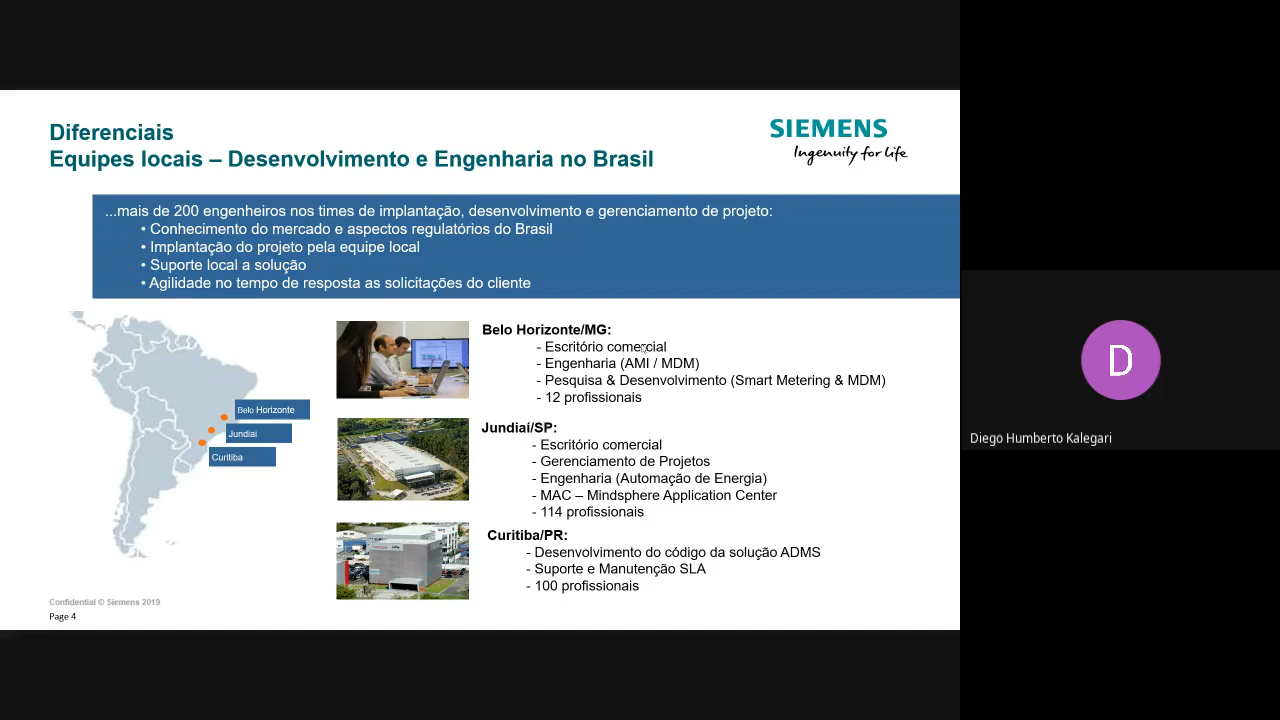 Diferenciais
Equipes locais – Desenvolvimento e Engenharia no Brasil
SIEMENS
Ingenuity for life
...mais de 200 engenheiros nos times de implantação, desenvolvimento e gerenciamento de projeto:
• Conhecimento do mercado e aspectos regulatórios do Brasil
• Implantação do projeto pela equipe local
• Suporte local a solução
• Agilidade no tempo de resposta as solicitações do cliente
Belo Horizonte
Jundiaí
Curitiba
Belo Horizonte/MG:
- Escritório comercial
- Engenharia (AMI / MDM)
- Pesquisa & Desenvolvimento (Smart Metering & MDM)
- 12 profissionais
Jundiaí/SP:
- Escritório comercial
- Gerenciamento de Projetos
- Engenharia (Automação de Energia)
- MAC – Mindsphere Application Center
- 114 profissionais
Curitiba/PR:
- Desenvolvimento do código da solução ADMS
- Suporte e Manutenção SLA
- 100 profissionais
Confidential © Siemens 2019
Page 4
D
Diego Humberto Kalegari